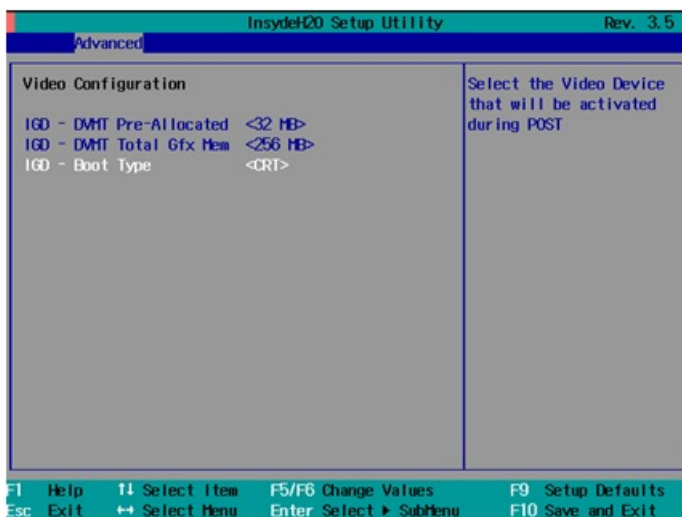 InsydeH20 Setup Utility Rev. 3.5
Advanced
Video Configuration
IGD - DVMT Pre-Allocated <32 MB>
IGD - DVMT Total Gfx Mem <256 MB>
IGD - Boot Type <CRT>
Select the Video Device
that will be activated
during POST
F1 Help ↑↓ Select Item F5/F6 Change Values F9 Setup Defaults
Esc Exit ↔ Select Menu Enter Select ▶ SubMenu F10 Save and Exit